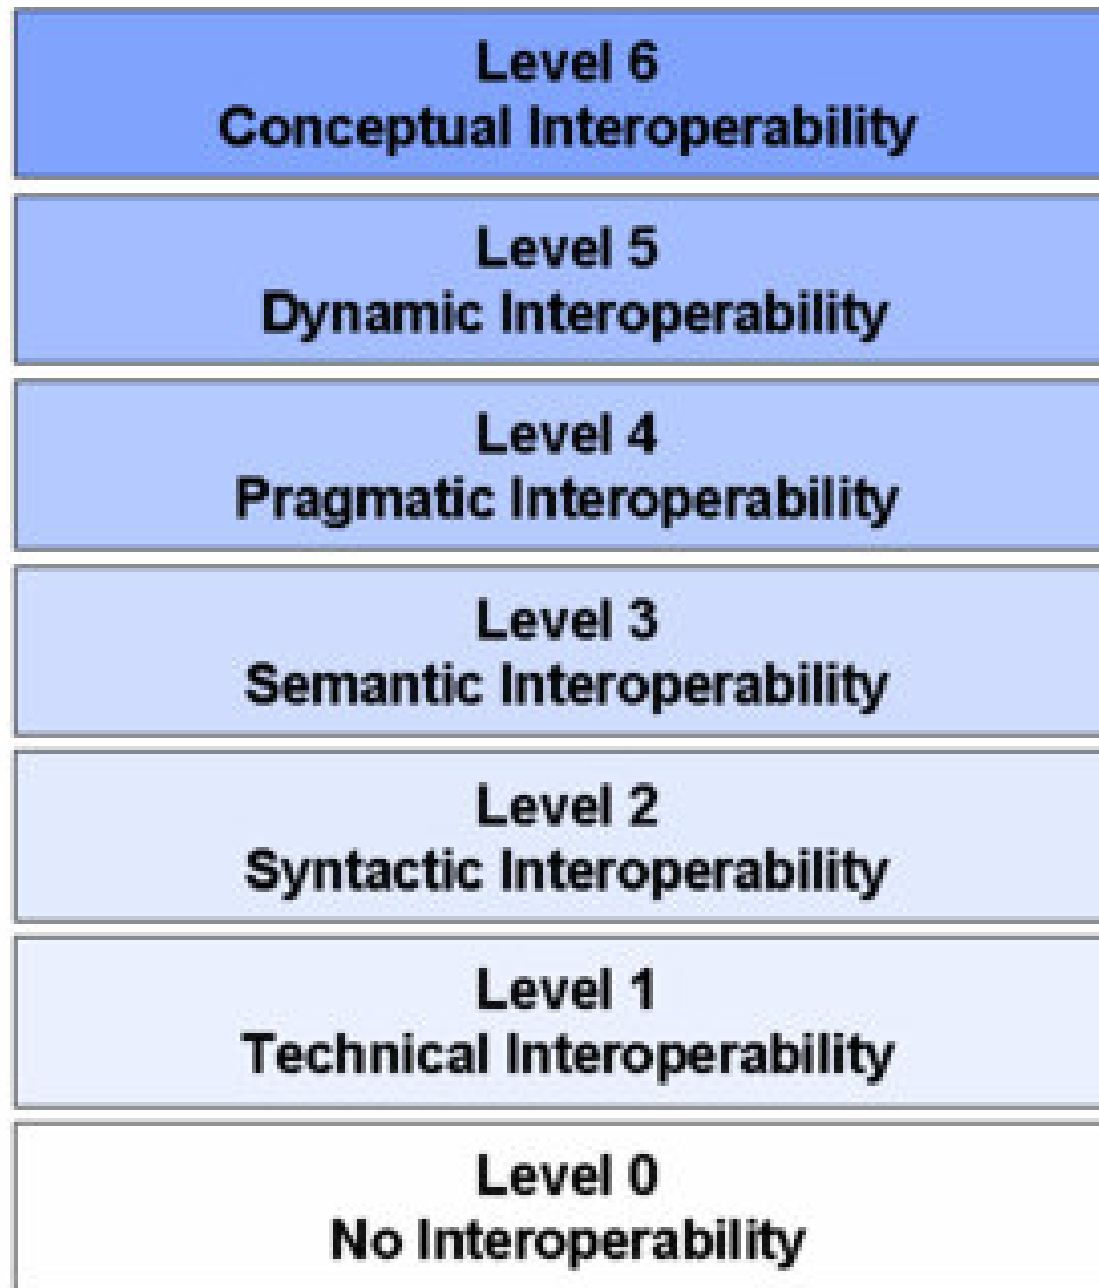 Level 6
Conceptual Interoperability
Level 5
Dynamic Interoperability
Level 4
Pragmatic Interoperability
Level 3
Semantic Interoperability
Level 2
Syntactic Interoperability
Level 1
Technical Interoperability
Level 0
No Interoperability